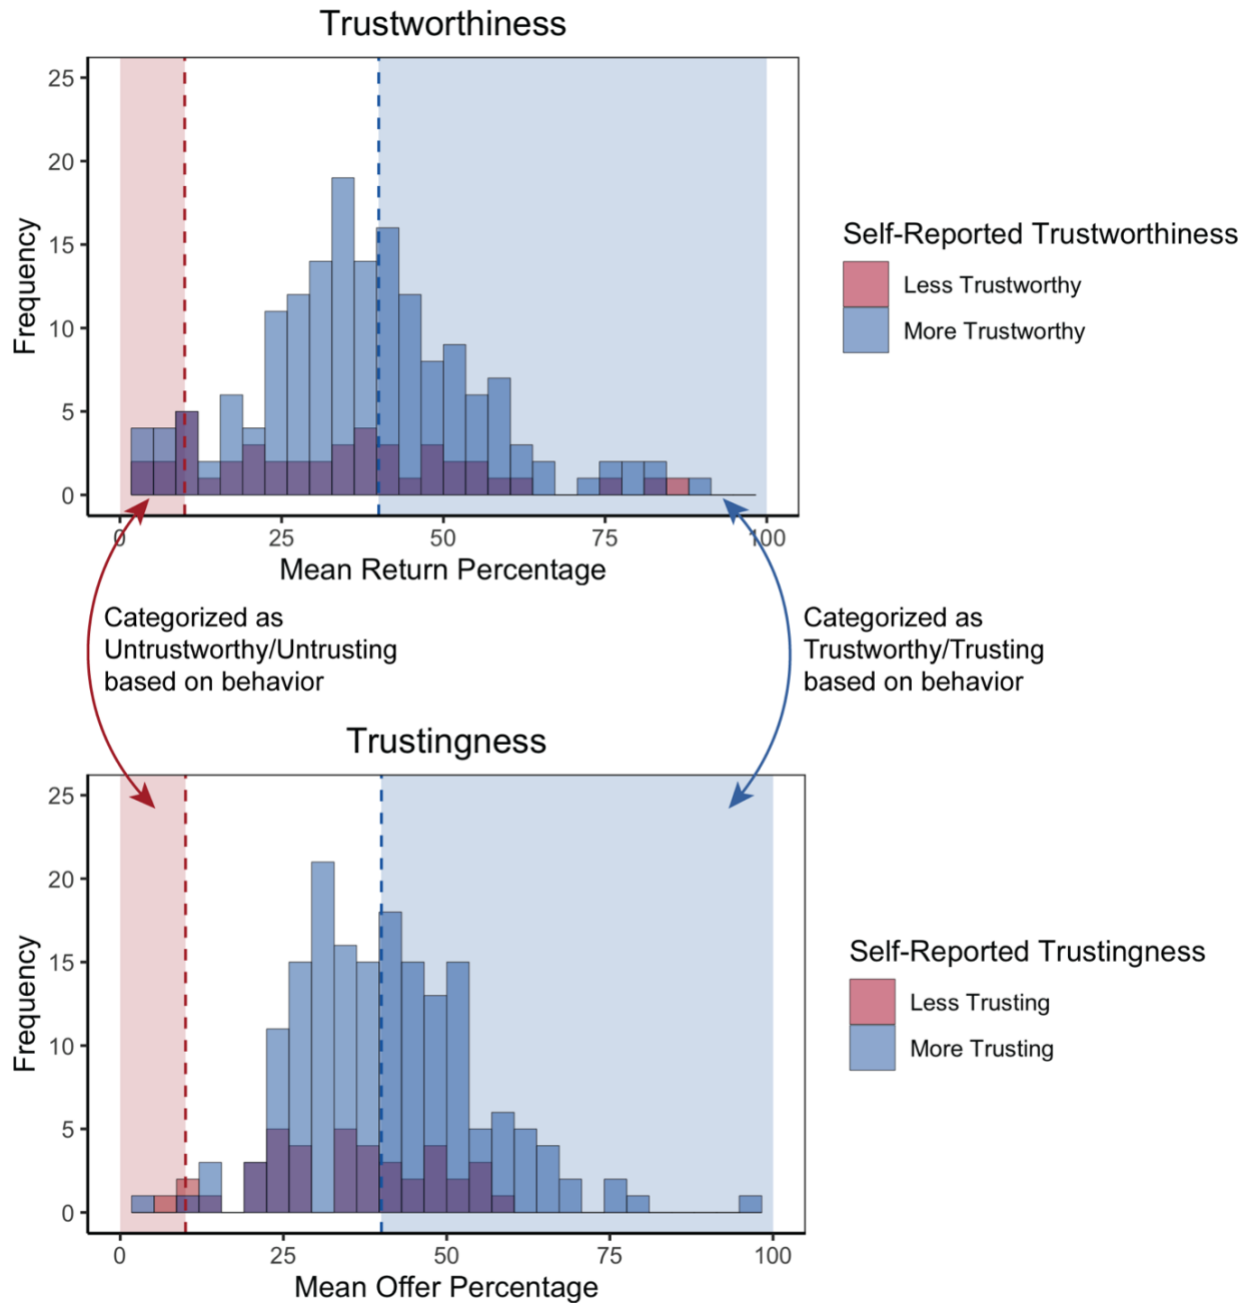 Trustworthiness
25
20
15
10
5
0
Frequency
0
25
50
75
100
Mean Return Percentage
Self-Reported Trustworthiness
Less Trustworthy
More Trustworthy
Categorized as
Untrustworthy/Untrusting
based on behavior
Categorized as
Trustworthy/Trusting
based on behavior
Trustingness
25
20
15
10
5
0
Frequency
0
25
50
75
100
Mean Offer Percentage
Self-Reported Trustingness
Less Trusting
More Trusting